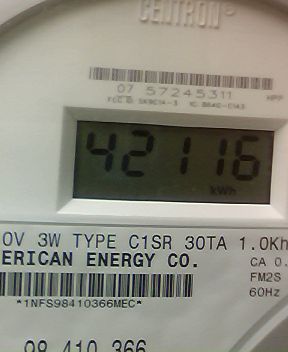 CENTRON®
07 57245311
42116
kWh
0V 3W TYPE C1SR 30TA 1.0Kh
ERICAN ENERGY CO.
CA 0.
FM2S
60Hz
*1NFS98410366MEC*
98 410 366